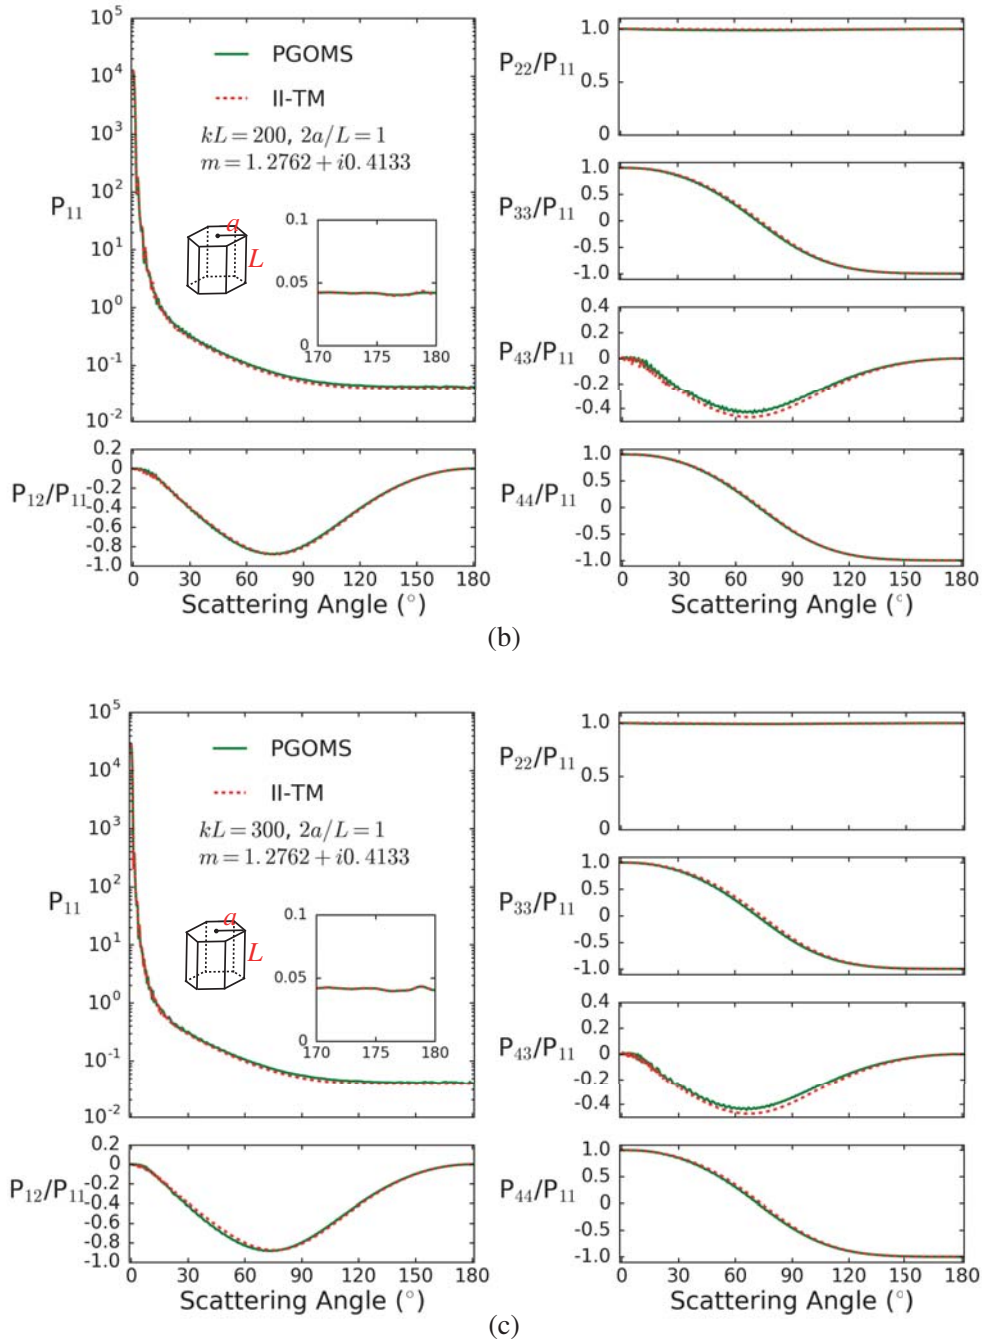 10^5
10^4
10^3
10^2
10^1
10^0
10^-1
10^-2
P11
PGOMS
II-TM
kL = 200, 2a/L = 1
m = 1.2762 + i0.4133
a
L
0.1
0.05
0
170 175 180
0.2
0
-0.2
-0.4
-0.6
-0.8
-1.0
P12/P11
0 30 60 90 120 150 180
Scattering Angle (°)
1.0
0.5
0
P22/P11
1.0
0.5
0
-0.5
-1.0
P33/P11
0.4
0.2
0
-0.2
-0.4
P43/P11
1.0
0.5
0
-0.5
-1.0
P44/P11
0 30 60 90 120 150 180
Scattering Angle (°)
(b)
10^5
10^4
10^3
10^2
10^1
10^0
10^-1
10^-2
P11
PGOMS
II-TM
kL = 300, 2a/L = 1
m = 1.2762 + i0.4133
a
L
0.1
0.05
0
170 175 180
0.2
0
-0.2
-0.4
-0.6
-0.8
-1.0
P12/P11
0 30 60 90 120 150 180
Scattering Angle (°)
1.0
0.5
0
P22/P11
1.0
0.5
0
-0.5
-1.0
P33/P11
0.4
0.2
0
-0.2
-0.4
P43/P11
1.0
0.5
0
-0.5
-1.0
P44/P11
0 30 60 90 120 150 180
Scattering Angle (°)
(c)